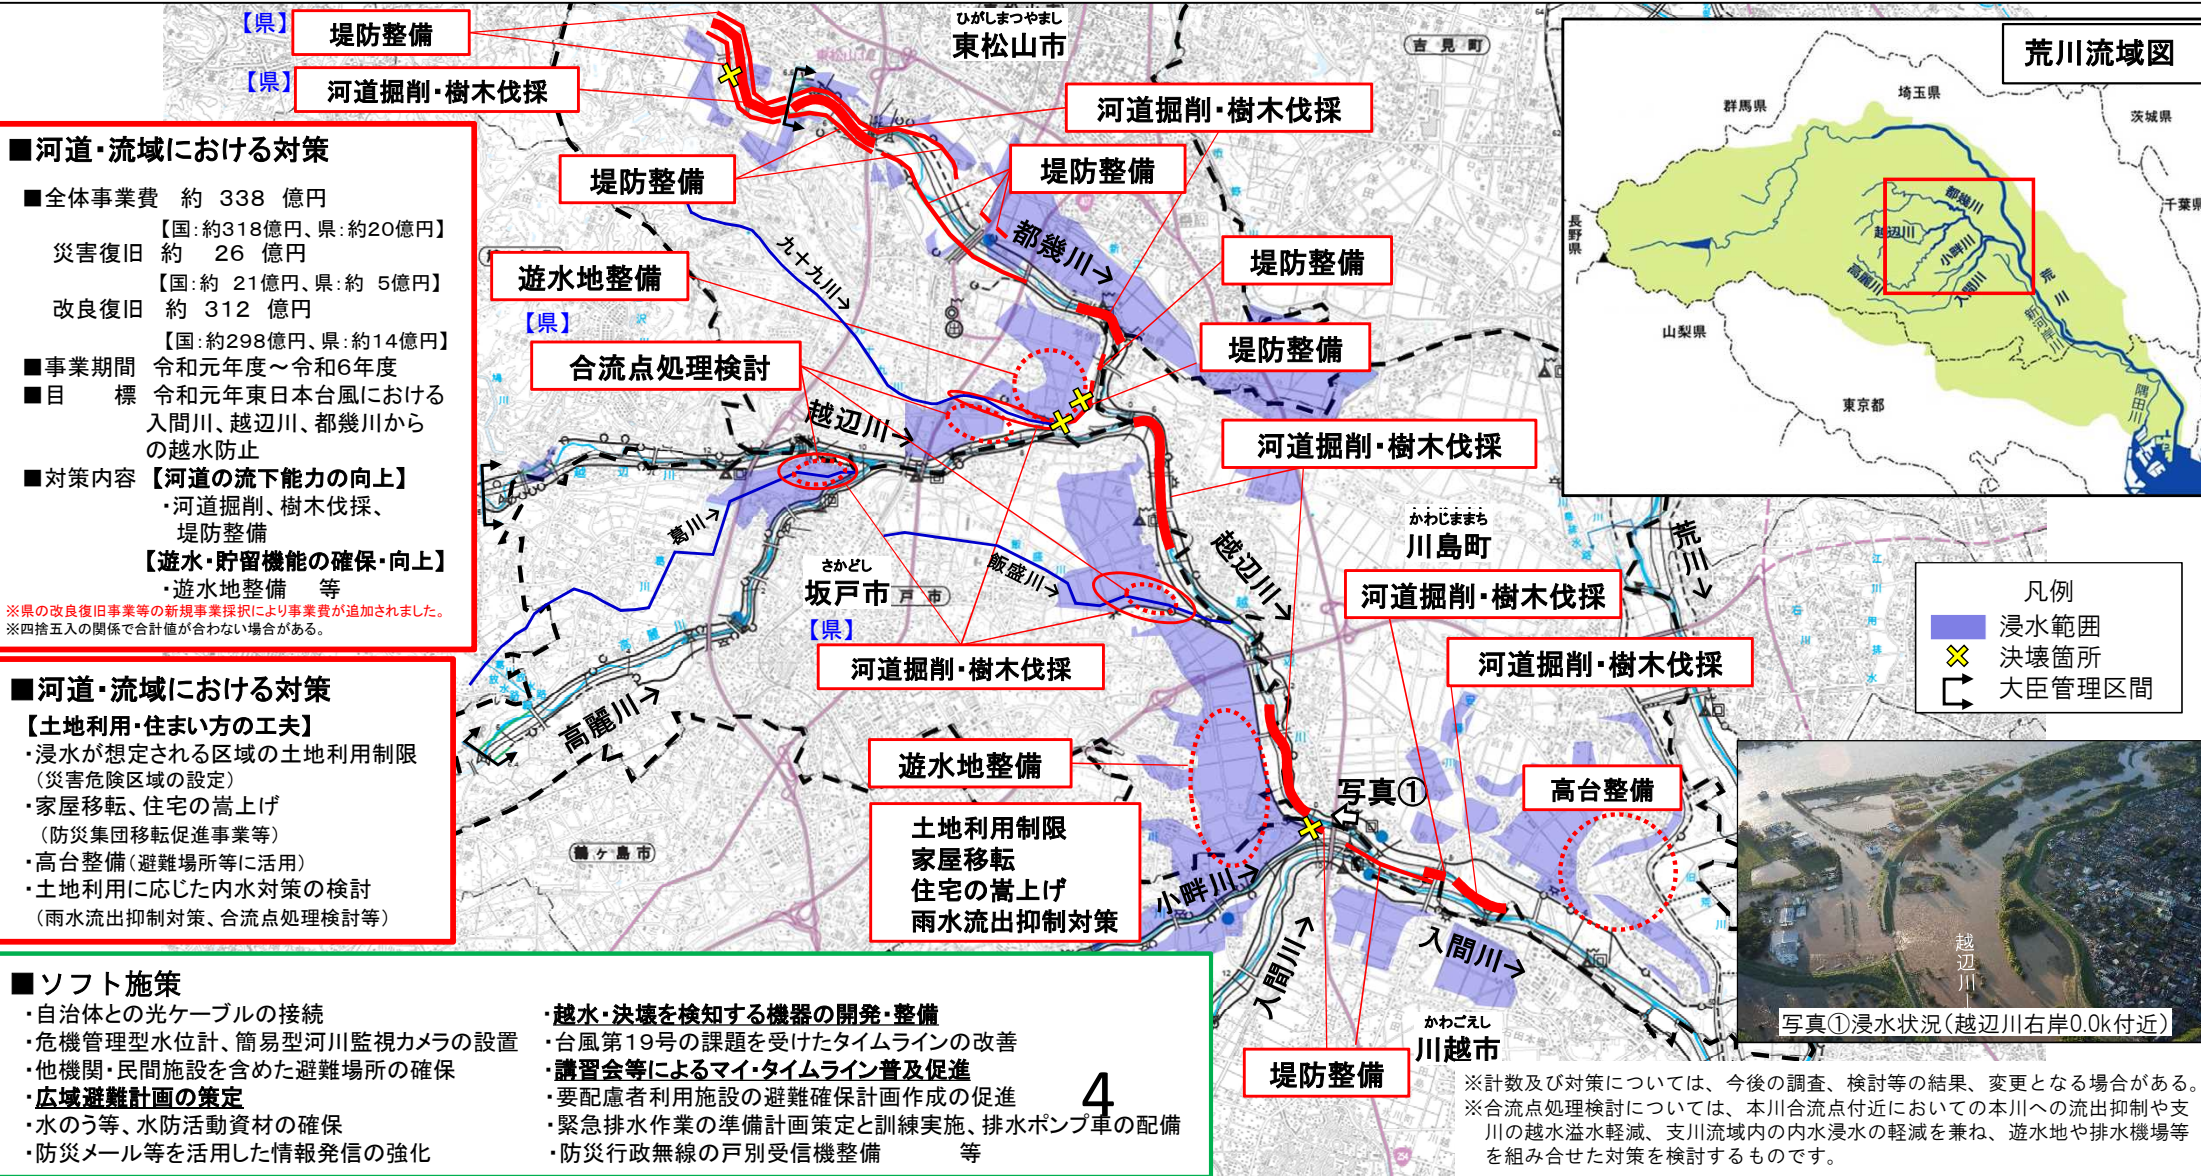 【県】
堤防整備
【県】
河道掘削・樹木伐採
ひがしまつやまし
東松山市
吉見町
河道掘削・樹木伐採
堤防整備
堤防整備
遊水地整備
【県】
合流点処理検討
九十九川→
都幾川→
堤防整備
堤防整備
越辺川→
河道掘削・樹木伐採
葛川→
さかどし
坂戸市
戸市
【県】
飯盛川→
越辺川→
かわじままち
川島町
荒川→
河道掘削・樹木伐採
河道掘削・樹木伐採
河道掘削・樹木伐採
高麗川→
遊水地整備
写真①
高台整備
鶴ヶ島市
土地利用制限
家屋移転
住宅の嵩上げ
雨水流出抑制対策
小畔川→
入間川→
入間川→
かわごえし
川越市
堤防整備
■河道・流域における対策
■全体事業費 約 338 億円
【国:約318億円、県:約20億円】
災害復旧 約 26 億円
【国:約 21億円、県:約 5億円】
改良復旧 約 312 億円
【国:約298億円、県:約14億円】
■事業期間 令和元年度～令和6年度
■目 標 令和元年東日本台風における
入間川、越辺川、都幾川から
の越水防止
■対策内容 【河道の流下能力の向上】
・河道掘削、樹木伐採、
堤防整備
【遊水・貯留機能の確保・向上】
・遊水地整備 等
※県の改良復旧事業等の新規事業採択により事業費が追加されました。
※四捨五入の関係で合計値が合わない場合がある。
■河道・流域における対策
【土地利用・住まい方の工夫】
・浸水が想定される区域の土地利用制限
(災害危険区域の設定)
・家屋移転、住宅の嵩上げ
(防災集団移転促進事業等)
・高台整備(避難場所等に活用)
・土地利用に応じた内水対策の検討
(雨水流出抑制対策、合流点処理検討等)
■ソフト施策
・自治体との光ケーブルの接続
・危機管理型水位計、簡易型河川監視カメラの設置
・他機関・民間施設を含めた避難場所の確保
・広域避難計画の策定
・水のう等、水防活動資材の確保
・防災メール等を活用した情報発信の強化
・越水・決壊を検知する機器の開発・整備
・台風第19号の課題を受けたタイムラインの改善
・講習会等によるマイ・タイムライン普及促進
・要配慮者利用施設の避難確保計画作成の促進
・緊急排水作業の準備計画策定と訓練実施、排水ポンプ車の配備
・防災行政無線の戸別受信機整備 等
4
荒川流域図
群馬県
埼玉県
茨城県
千葉県
長野県
山梨県
東京都
都幾川
越辺川
小畔川
高麗川
入間川
荒川
新河岸川
隅田川
凡例
浸水範囲
決壊箇所
大臣管理区間
越辺川
写真①浸水状況(越辺川右岸0.0k付近)
※計数及び対策については、今後の調査、検討等の結果、変更となる場合がある。
※合流点処理検討については、本川合流点付近においての本川への流出抑制や支
川の越水溢水軽減、支川流域内の内水浸水の軽減を兼ね、遊水地や排水機場等
を組み合せた対策を検討するものです。